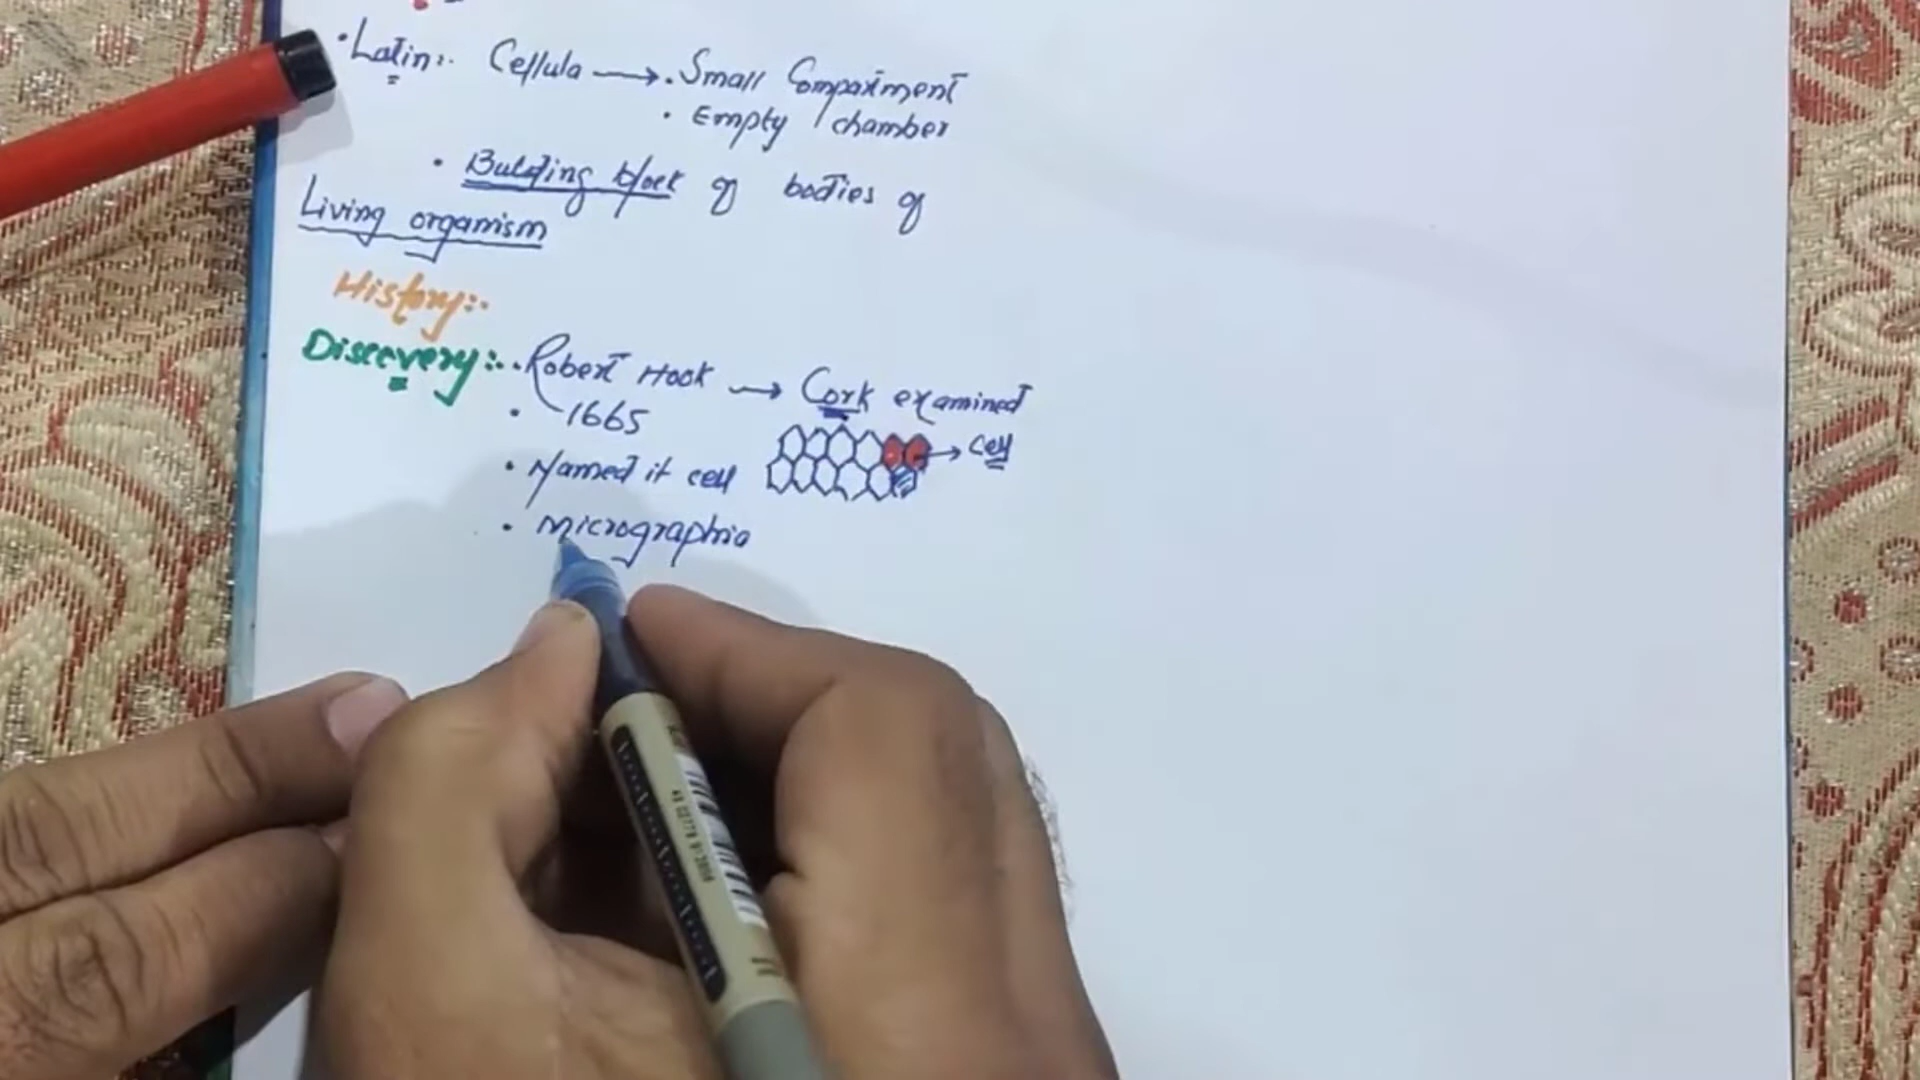 • Latin:- Cellula → • Small Compartment
• Empty chamber
• Building block of bodies of
Living organism
History:-
Discovery:- • Robert Hook → Cork examined
• 1665
→ Cell
• Named it cell
• Micrographia